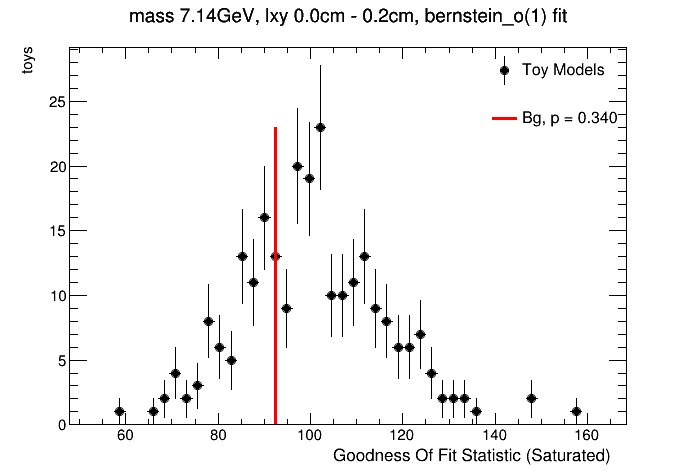 mass 7.14GeV, lxy 0.0cm - 0.2cm, bernstein_o(1) fit
toys
Toy Models
Bg, p = 0.340
25
20
15
10
5
0
60 80 100 120 140 160
Goodness Of Fit Statistic (Saturated)